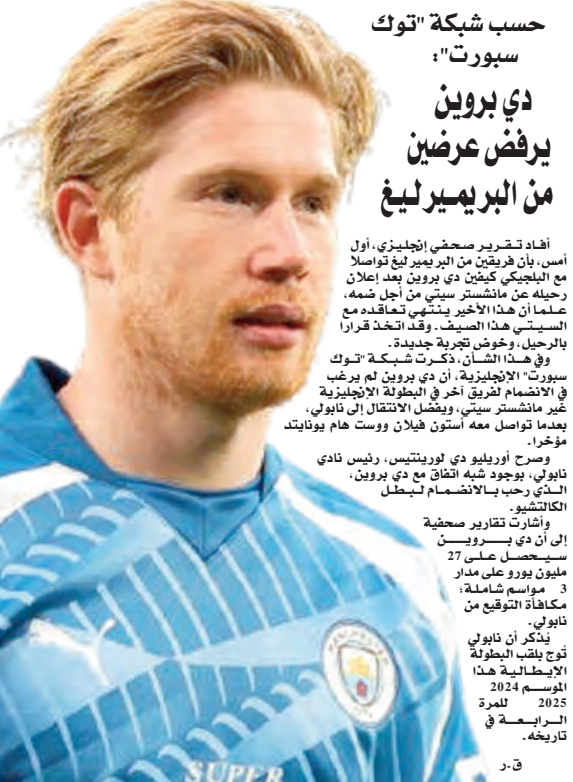 حسب شبكة "توك
سبورت":
دي بروين
يرفض عرضين
من البريميرليغ
أفاد تقرير صحفي إنجليزي، أول
أمس، بأن فريقين من البريميرليغ تواصلا
مع البلجيكي كيفين دي بروين بعد إعلان
رحيله عن مانشستر سيتي من أجل ضمه،
علما أن هذا الأخير ينتهي تعاقده مع
السيتي هذا الصيف. وقد اتخذ قرارا
بالرحيل، وخوض تجربة جديدة.
وفي هذا الشأن، ذكرت شبكة "توك
سبورت" الإنجليزية، أن دي بروين لم يرغب
في الانضمام لفريق آخر في البطولة الإنجليزية
غير مانشستر سيتي، ويفضل الانتقال إلى نابولي،
بعدما تواصل معه أستون فيلان ووست هام يونايتد
مؤخرا.
وصرح أوريليو دي لورينتيس، رئيس نادي
نابولي، بوجود شبه اتفاق مع دي بروين،
الذي رحب بالانضمام لبطل
الكالتشيو.
وأشارت تقارير صحفية
إلى أن دي بروين
سيحصل على 27
مليون يورو على مدار
3 مواسم شاملة؛
مكافأة التوقيع من
نابولي.
يُذكر أن نابولي
تُوج بلقب البطولة
الإيطالية هذا
الموسم 2024
2025 للمرة
الرابعة في
تاريخه.
ق.ر
MANCHESTER
CITY
SUPER